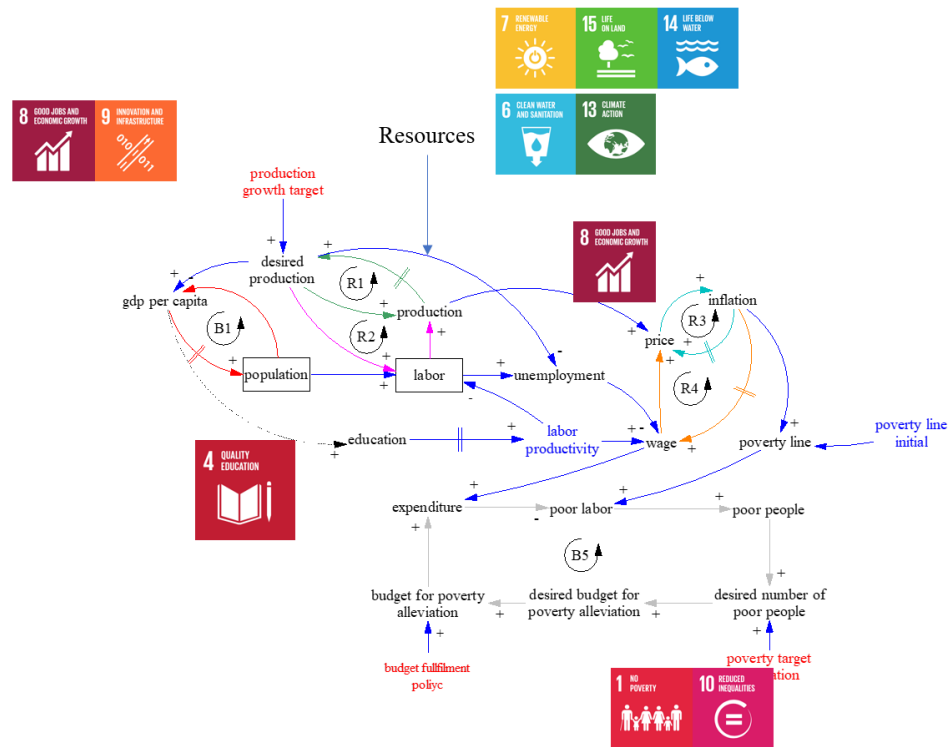 7 RENEWABLE
ENERGY
15 LIFE
ON LAND
14 LIFE BELOW
WATER
6 CLEAN WATER
AND SANITATION
13 CLIMATE
ACTION
8 GOOD JOBS AND
ECONOMIC GROWTH
9 INNOVATION AND
INFRASTRUCTURE
010
011
Resources
production
growth target
8 GOOD JOBS AND
ECONOMIC GROWTH
+
+
desired
production
+
-
gdp per capita
R1
+
production
+
inflation
R3
B1
R2
+
+
price
+
+
+
population
+
+
labor
+
-
+
unemployment
-
R4
education
+
+
labor
productivity
+
-
wage
+
+
poverty line
poverty line
initial
4 QUALITY
EDUCATION
+
expenditure
+
-
poor labor
+
+
poor people
B5
+
budget for poverty
alleviation
+
desired budget for
poverty alleviation
+
desired number of
poor people
+
+
budget fullfilment
poliyc
poverty target
ation
1 NO
POVERTY
10 REDUCED
INEQUALITIES